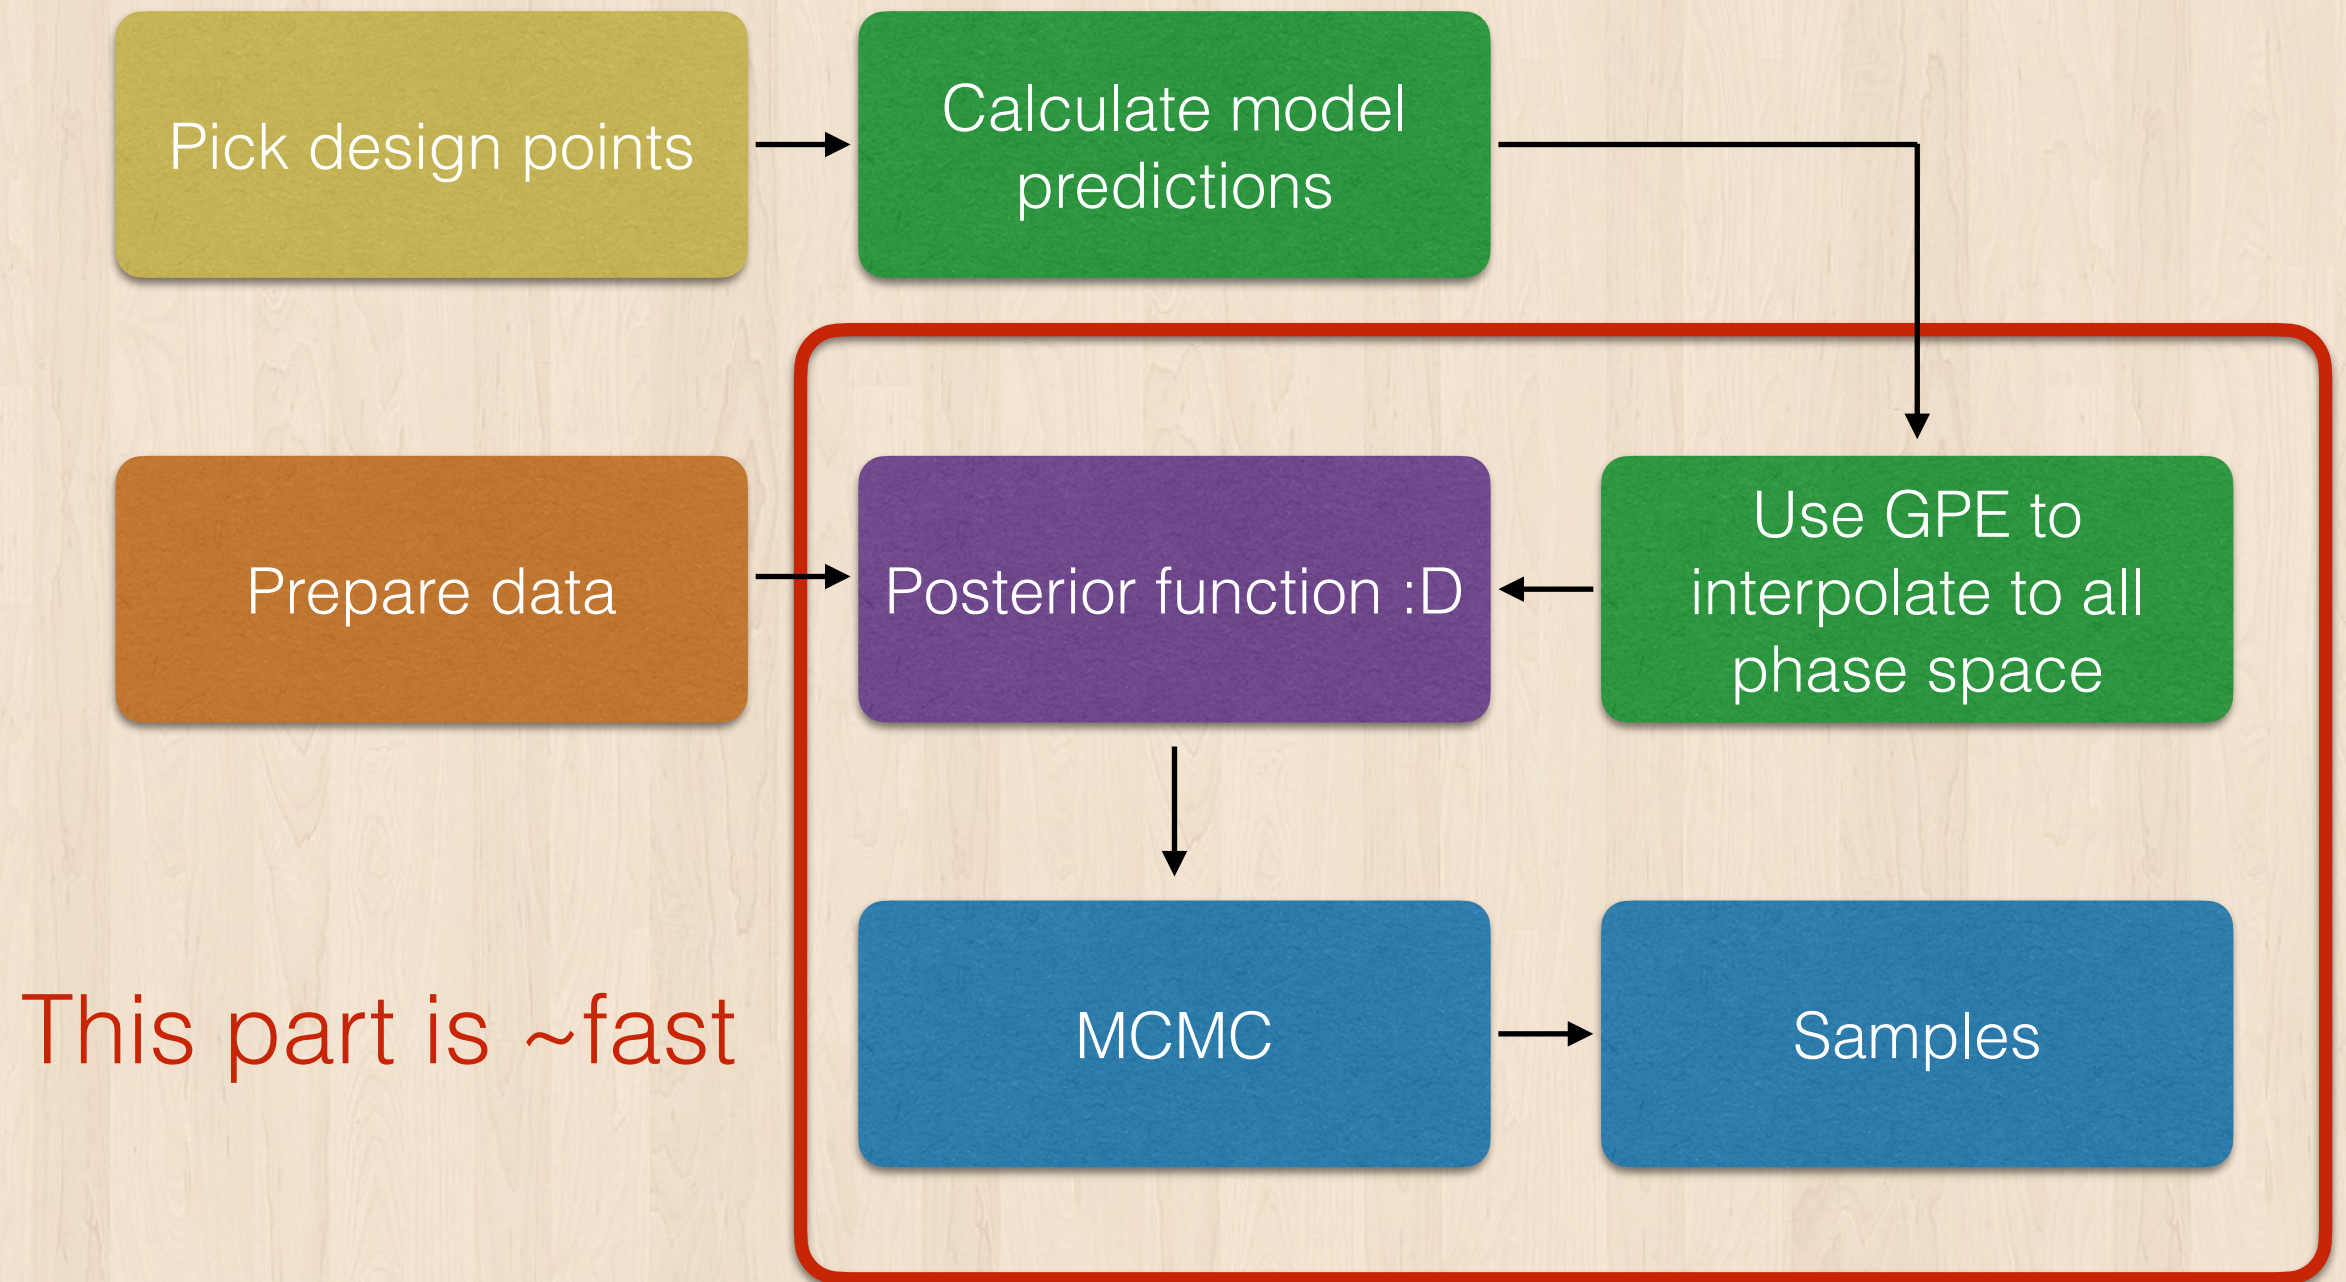 Pick design points
Calculate model
predictions
Prepare data
Posterior function :D
Use GPE to
interpolate to all
phase space
This part is ~fast
MCMC
Samples